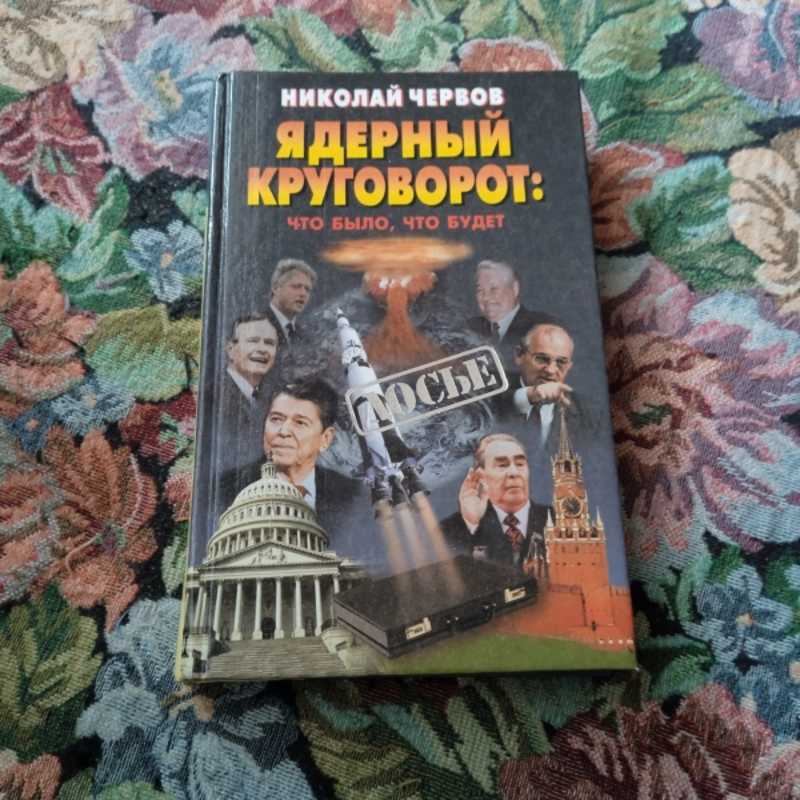 НИКОЛАЙ ЧЕРВОВ
ЯДЕРНЫЙ
КРУГОВОРОТ:
ЧТО БЫЛО, ЧТО БУДЕТ
ДОСЬЕ